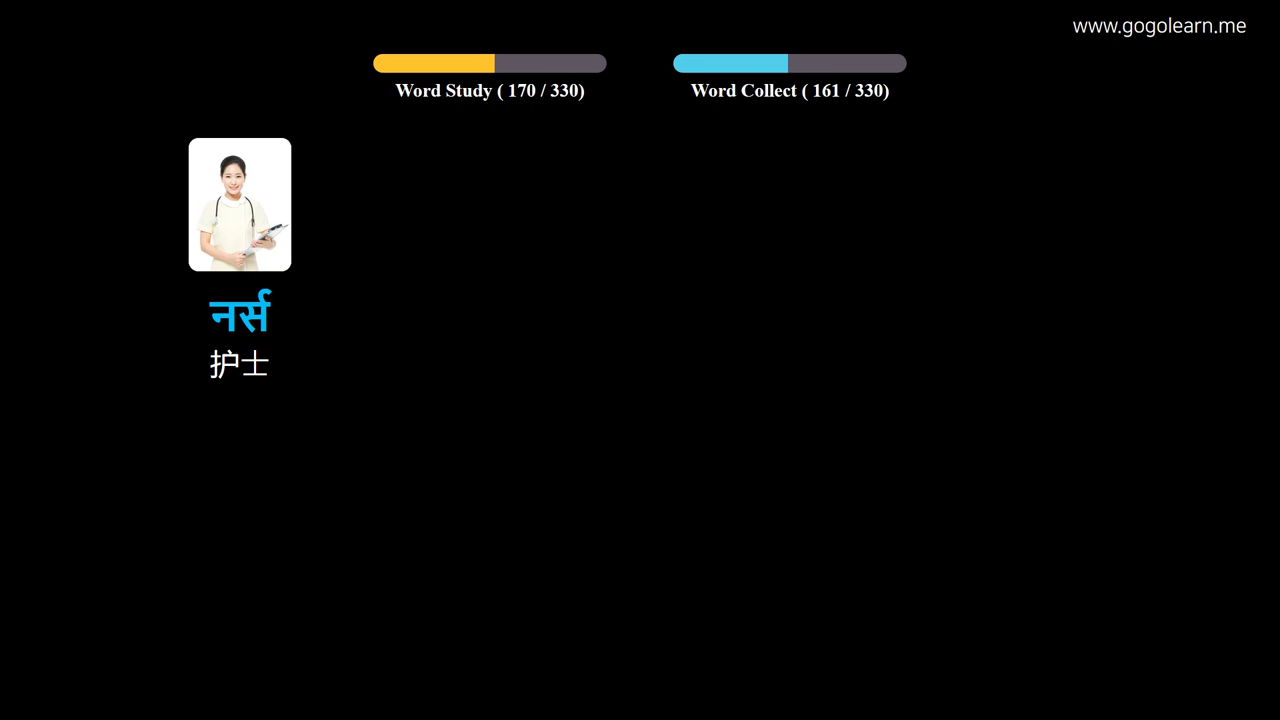 www.gogolearn.me
Word Study ( 170 / 330)
Word Collect ( 161 / 330)
नर्स
护士